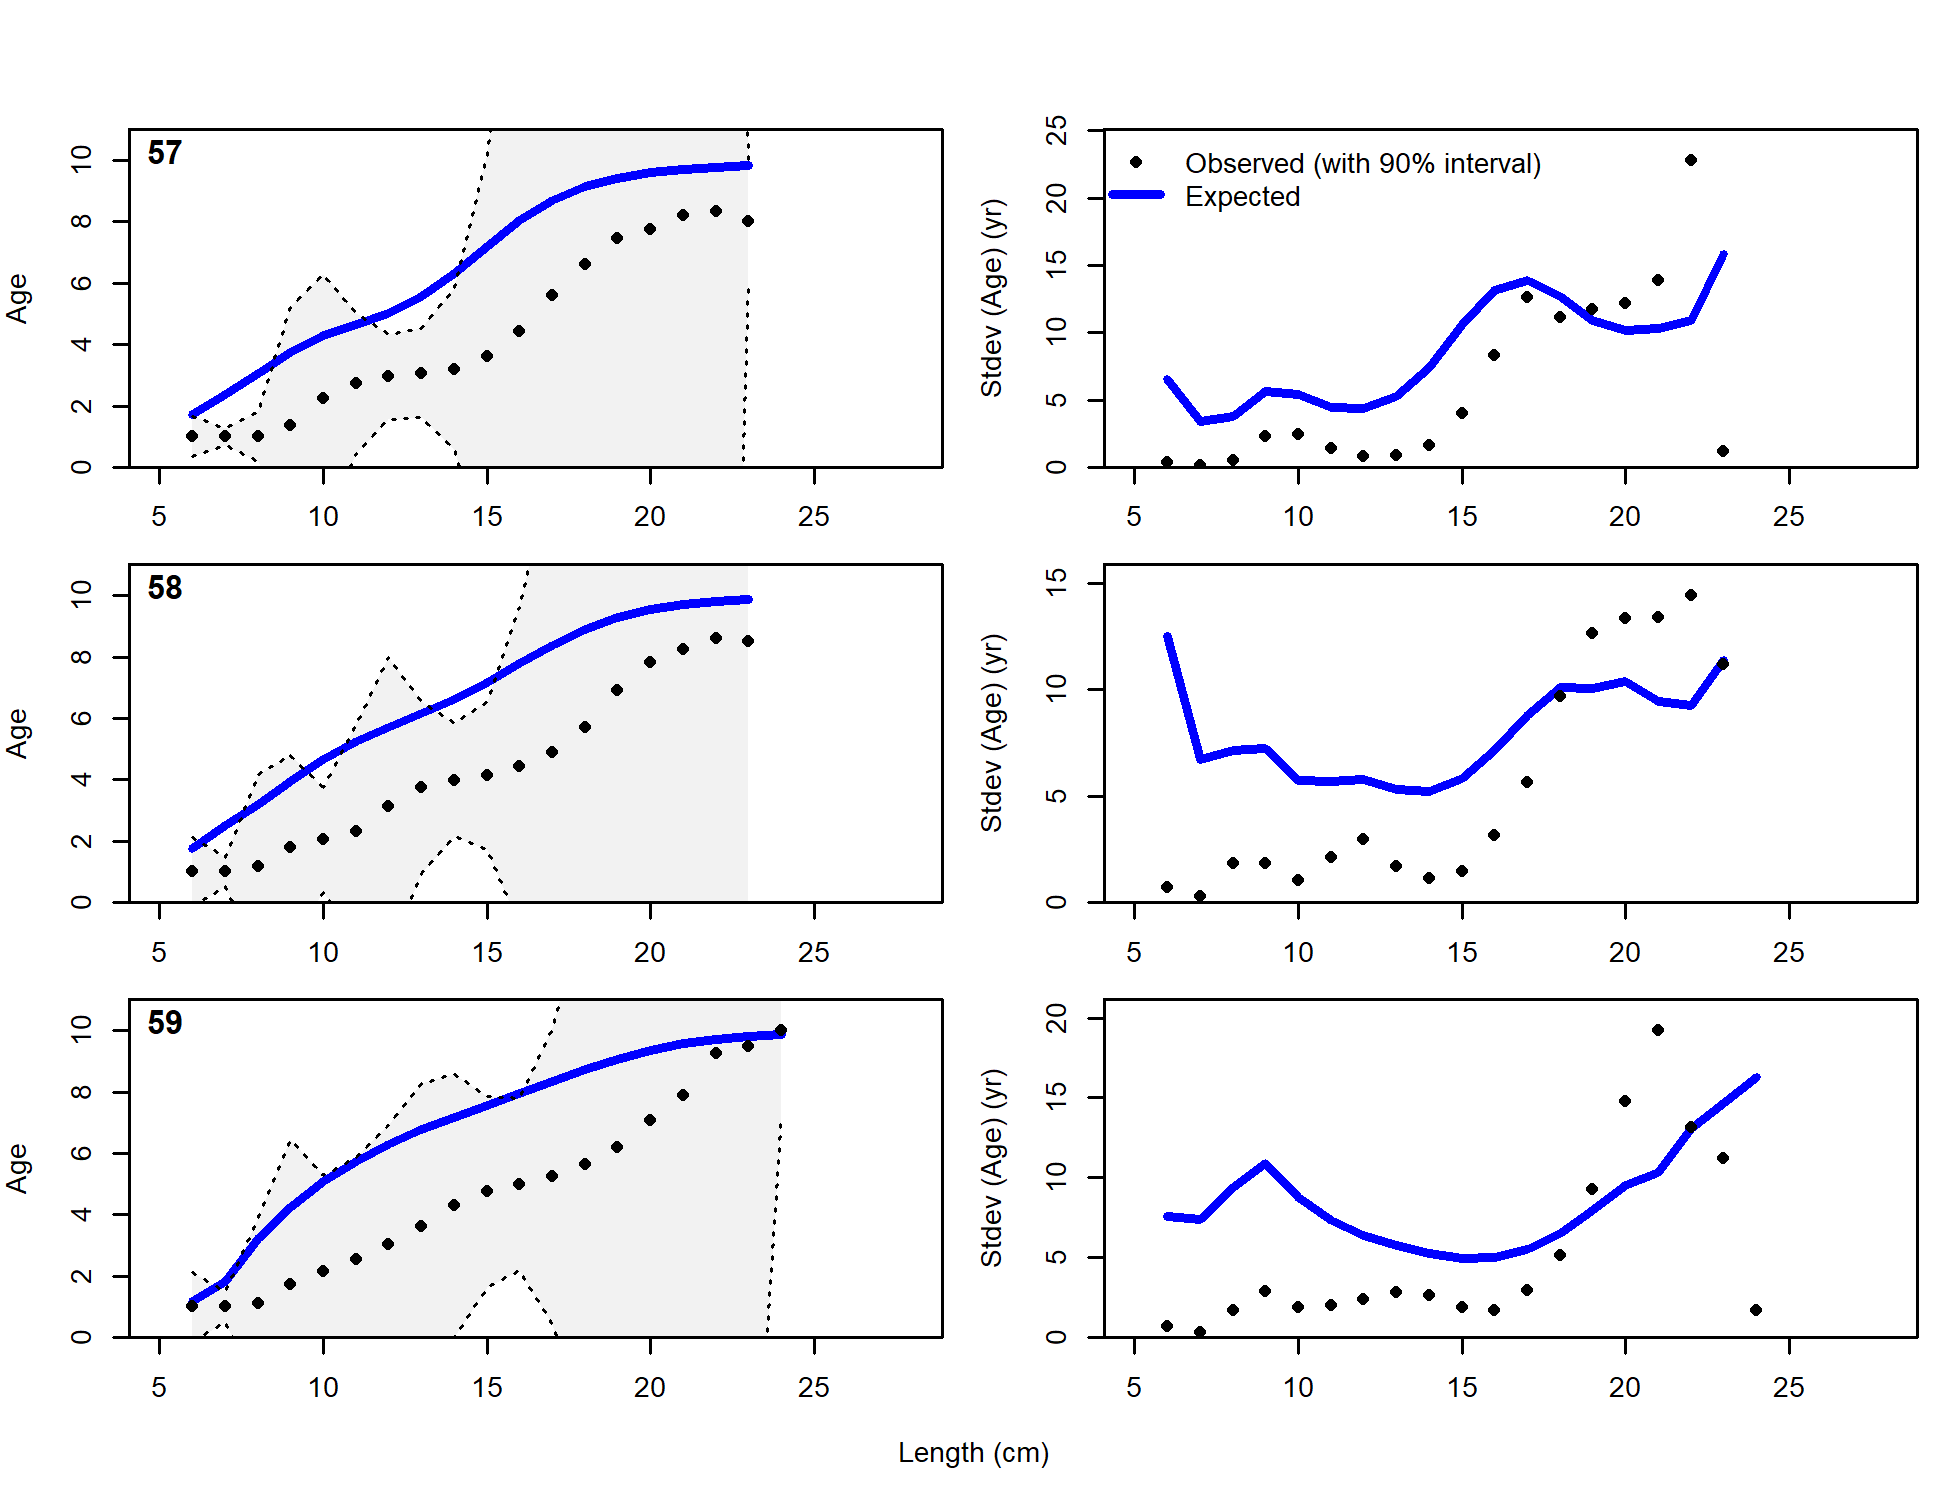 57
Age
0 2 4 6 8 10
5 10 15 20 25
Observed (with 90% interval)
Expected
Stdev (Age) (yr)
0 5 10 15 20 25
5 10 15 20 25
58
Age
0 2 4 6 8 10
5 10 15 20 25
Stdev (Age) (yr)
0 5 10 15
5 10 15 20 25
59
Age
0 2 4 6 8 10
5 10 15 20 25
Stdev (Age) (yr)
0 5 10 15 20
5 10 15 20 25
Length (cm)